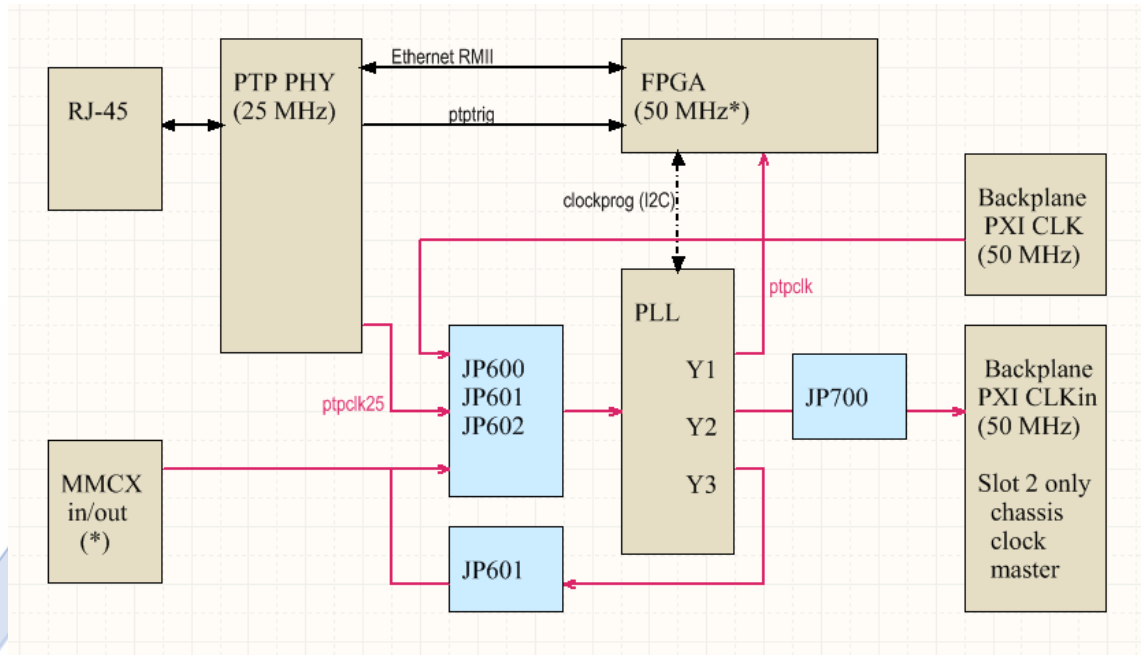 Ethernet RMII
RJ-45
PTP PHY
(25 MHz)
FPGA
(50 MHz*)
ptptrig
clockprog (I2C)
Backplane
PXI CLK
(50 MHz)
ptpclk
PLL
Y1
Y2
Y3
JP600
JP601
JP602
ptpclk25
JP700
Backplane
PXI CLKin
(50 MHz)
Slot 2 only
chassis
clock
master
MMCX
in/out
(*)
JP601